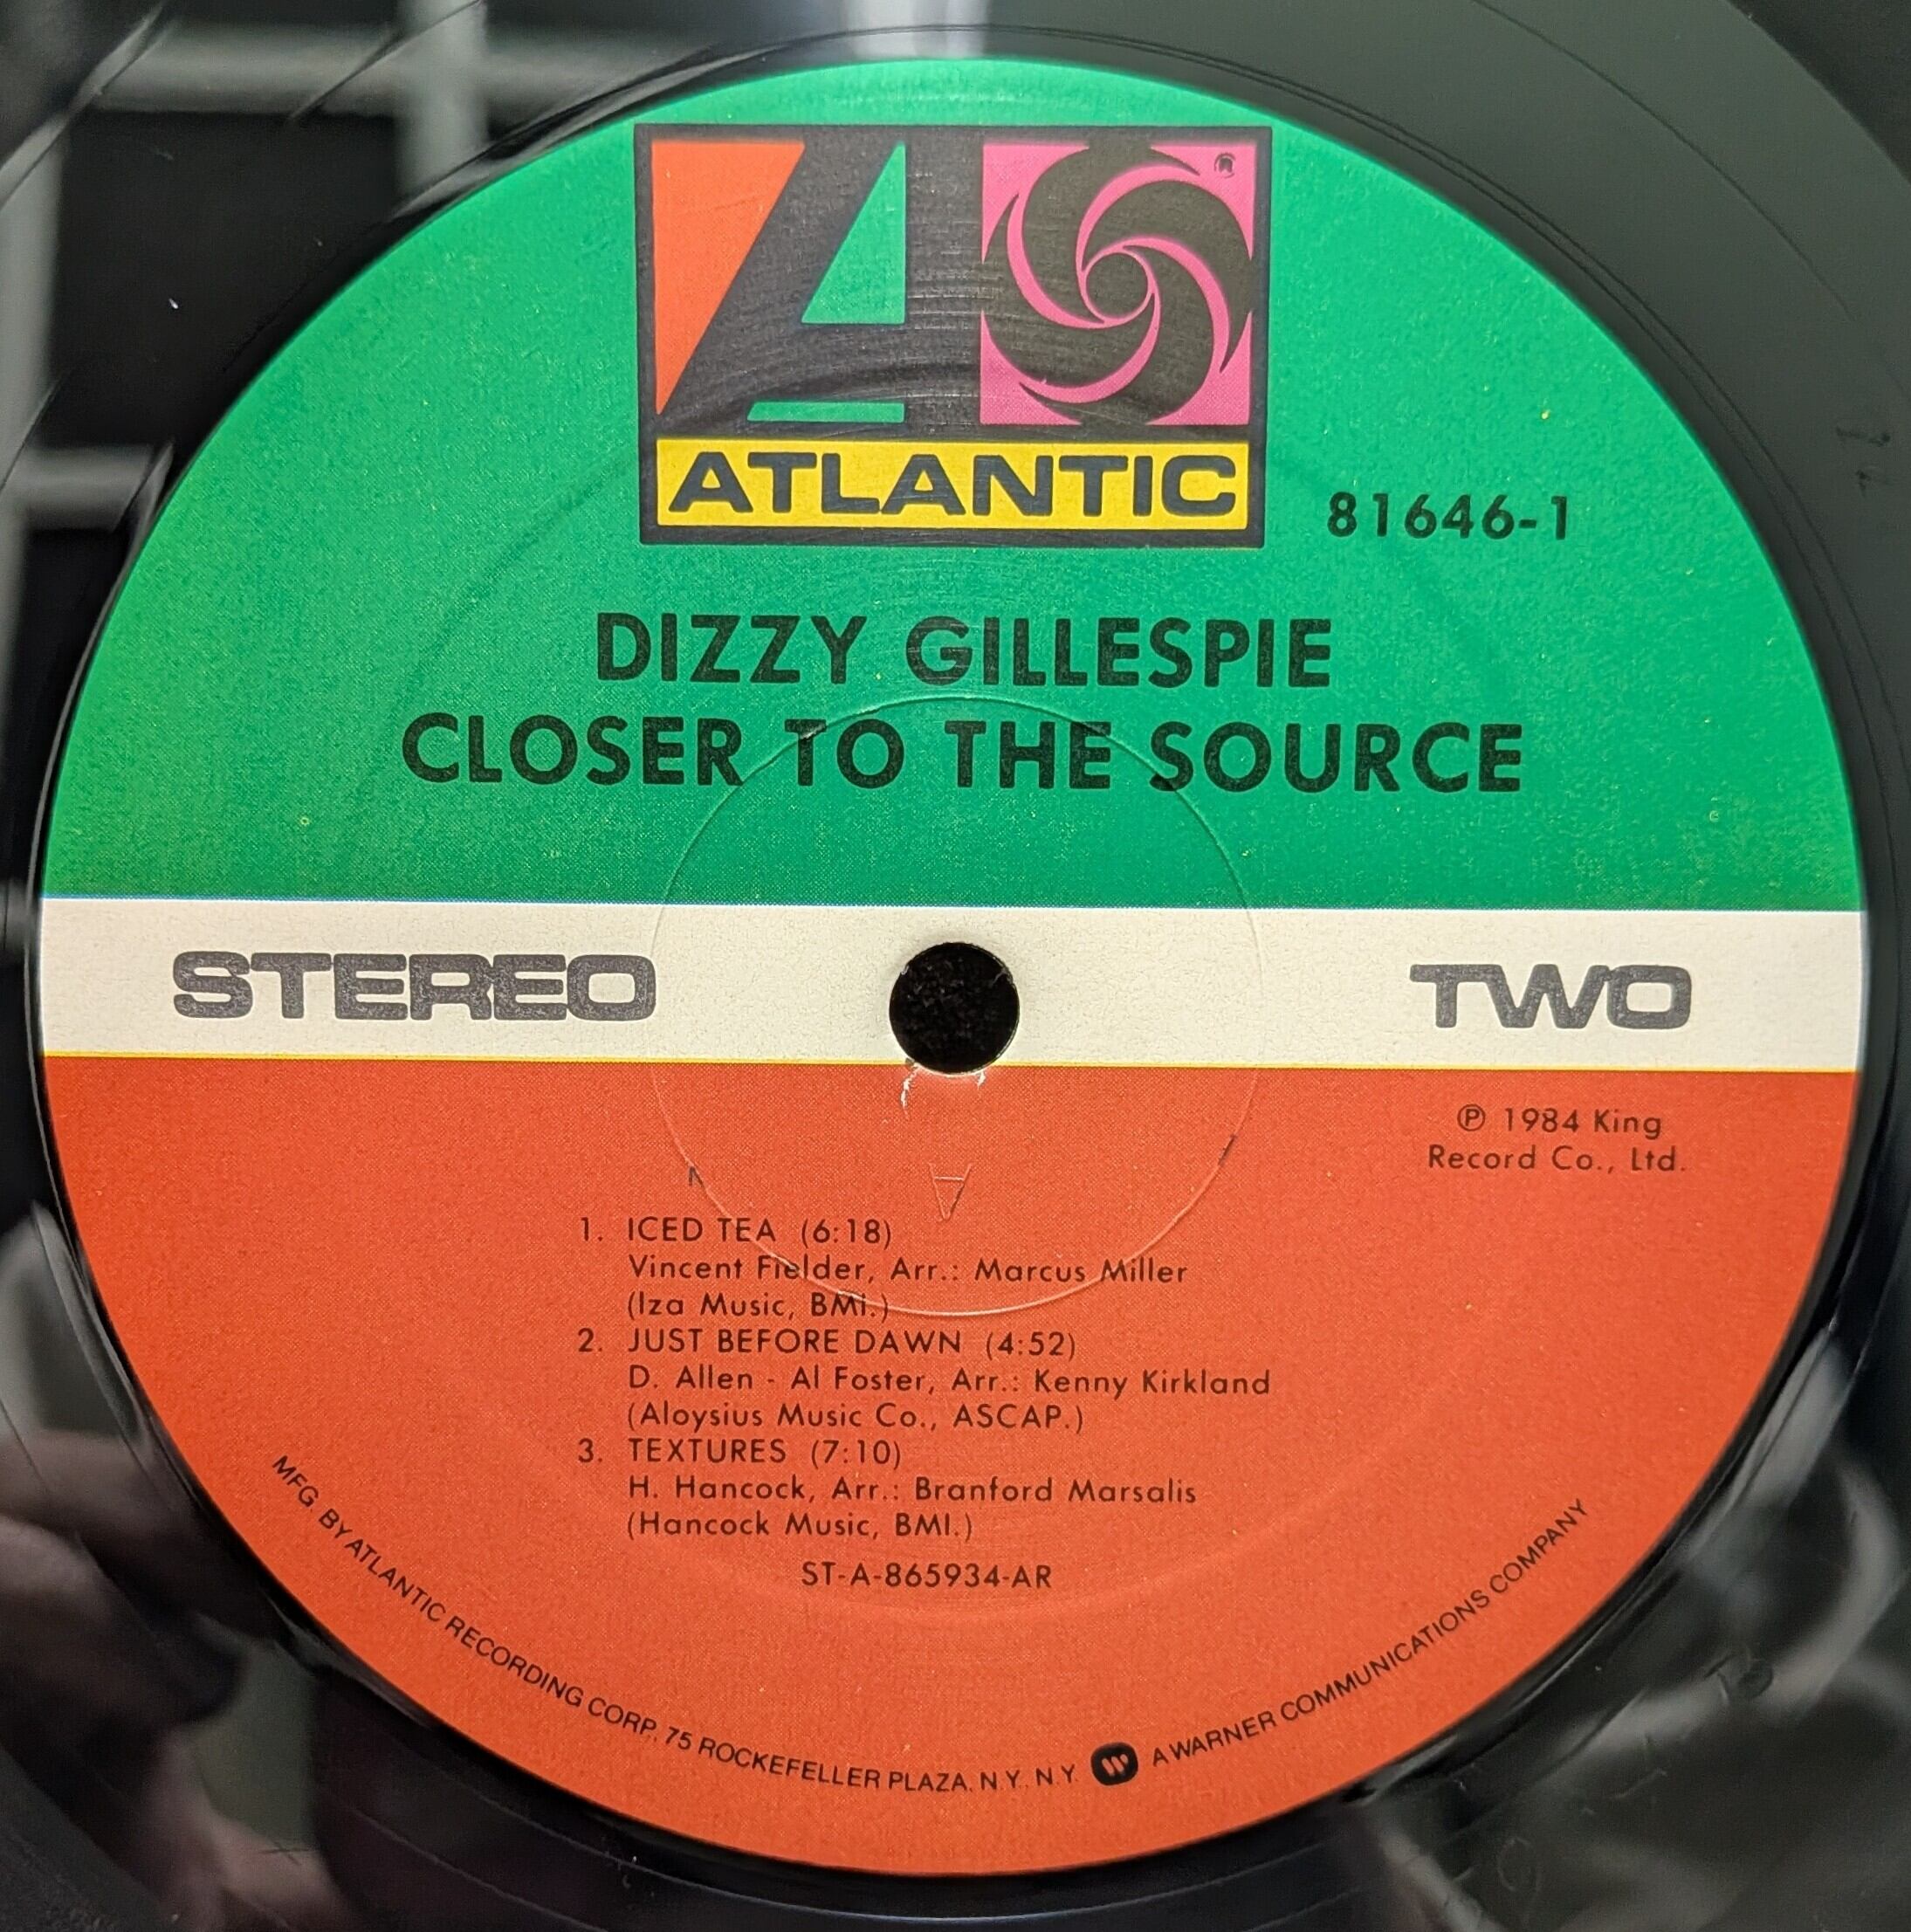 ®
ATLANTIC
81646-1
DIZZY GILLESPIE
CLOSER TO THE SOURCE
STEREO
TWO
℗ 1984 King
Record Co., Ltd.
A
1. ICED TEA (6:18)
Vincent Fielder, Arr.: Marcus Miller
(Iza Music, BMI.)
2. JUST BEFORE DAWN (4:52)
D. Allen - Al Foster, Arr.: Kenny Kirkland
(Aloysius Music Co., ASCAP.)
3. TEXTURES (7:10)
H. Hancock, Arr.: Branford Marsalis
(Hancock Music, BMI.)
ST-A-865934-AR
MFG. BY ATLANTIC RECORDING CORP., 75 ROCKEFELLER PLAZA, N.Y., N.Y. W A WARNER COMMUNICATIONS COMPANY